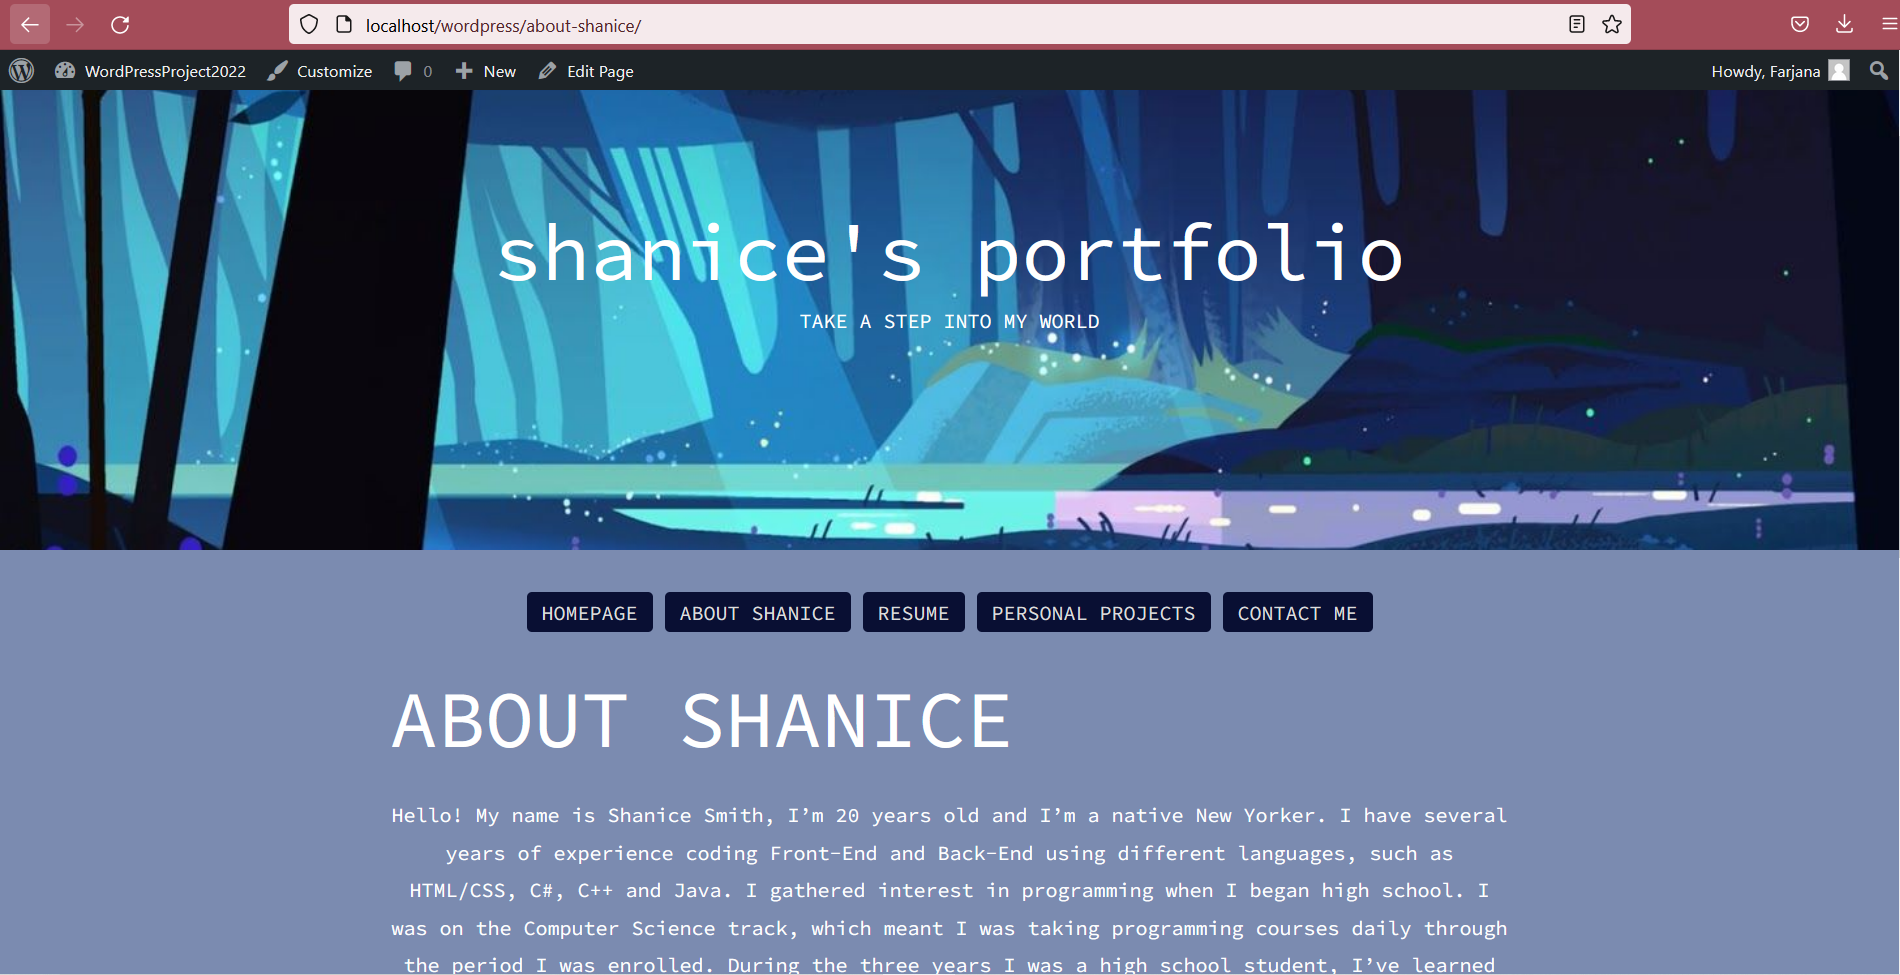 localhost/wordpress/about-shanice/
WordPressProject2022 Customize 0 New Edit Page Howdy, Farjana
shanice's portfolio
TAKE A STEP INTO MY WORLD
HOMEPAGE ABOUT SHANICE RESUME PERSONAL PROJECTS CONTACT ME
ABOUT SHANICE
Hello! My name is Shanice Smith, I’m 20 years old and I’m a native New Yorker. I have several
years of experience coding Front-End and Back-End using different languages, such as
HTML/CSS, C#, C++ and Java. I gathered interest in programming when I began high school. I
was on the Computer Science track, which meant I was taking programming courses daily through
the period I was enrolled. During the three years I was a high school student, I’ve learned